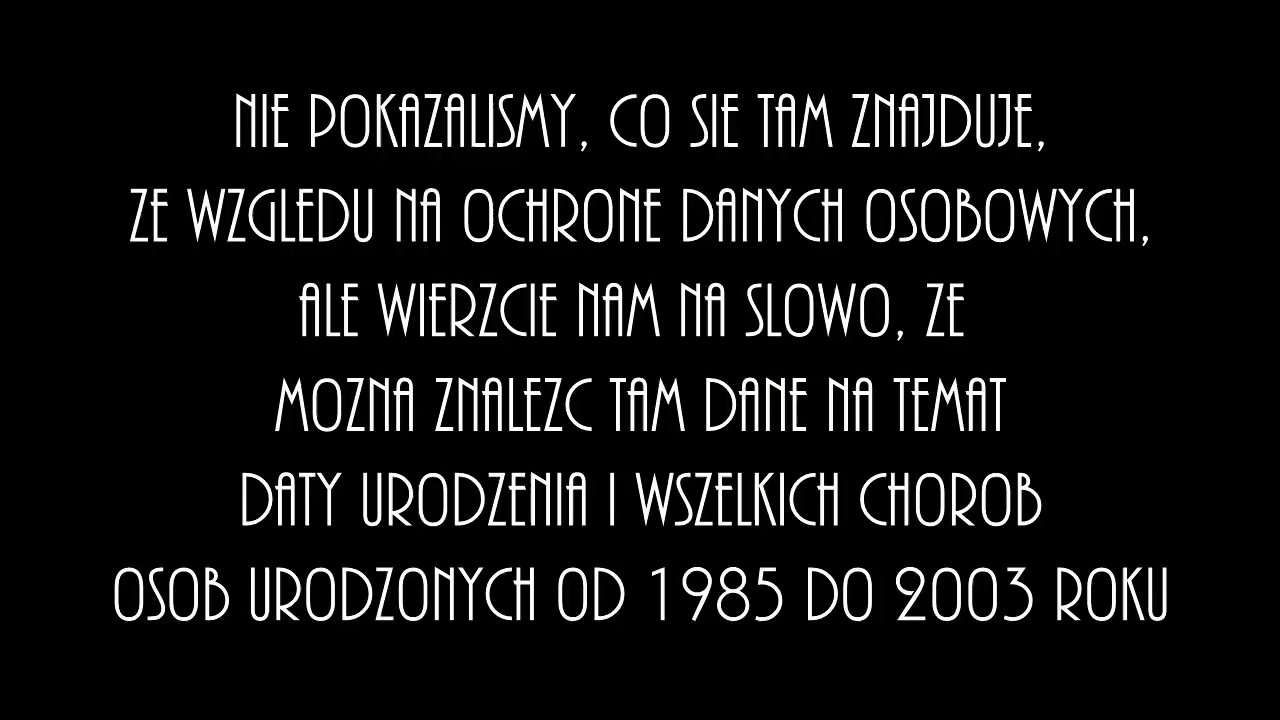 NIE POKAZALISMY, CO SIE TAM ZNAJDUJE,
ZE WZGLEDU NA OCHRONE DANYCH OSOBOWYCH,
ALE WIERZCIE NAM NA SLOWO, ZE
MOZNA ZNALEZC TAM DANE NA TEMAT
DATY URODZENIA I WSZELKICH CHOROB
OSOB URODZONYCH OD 1985 DO 2003 ROKU